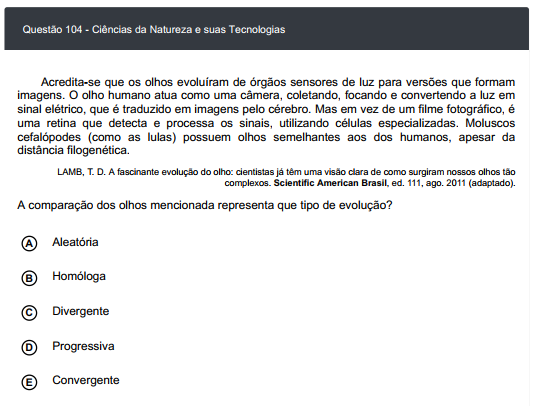 Questão 104 - Ciências da Natureza e suas Tecnologias
Acredita-se que os olhos evoluíram de órgãos sensores de luz para versões que formam
imagens. O olho humano atua como uma câmera, coletando, focando e convertendo a luz em
sinal elétrico, que é traduzido em imagens pelo cérebro. Mas em vez de um filme fotográfico, é
uma retina que detecta e processa os sinais, utilizando células especializadas. Moluscos
cefalópodes (como as lulas) possuem olhos semelhantes aos dos humanos, apesar da
distância filogenética.
LAMB, T. D. A fascinante evolução do olho: cientistas já têm uma visão clara de como surgiram nossos olhos tão
complexos. Scientific American Brasil, ed. 111, ago. 2011 (adaptado).
A comparação dos olhos mencionada representa que tipo de evolução?
A Aleatória
B Homóloga
C Divergente
D Progressiva
E Convergente